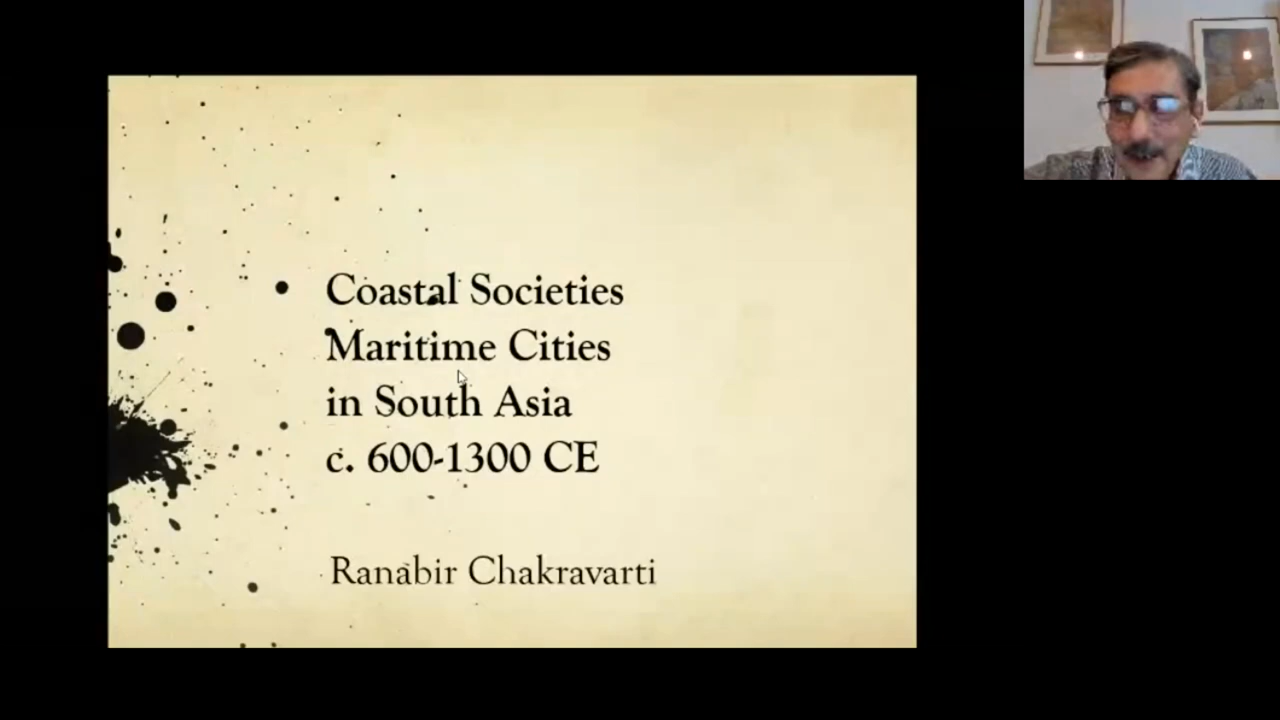 • Coastal Societies
Maritime Cities
in South Asia
c. 600-1300 CE
Ranabir Chakravarti